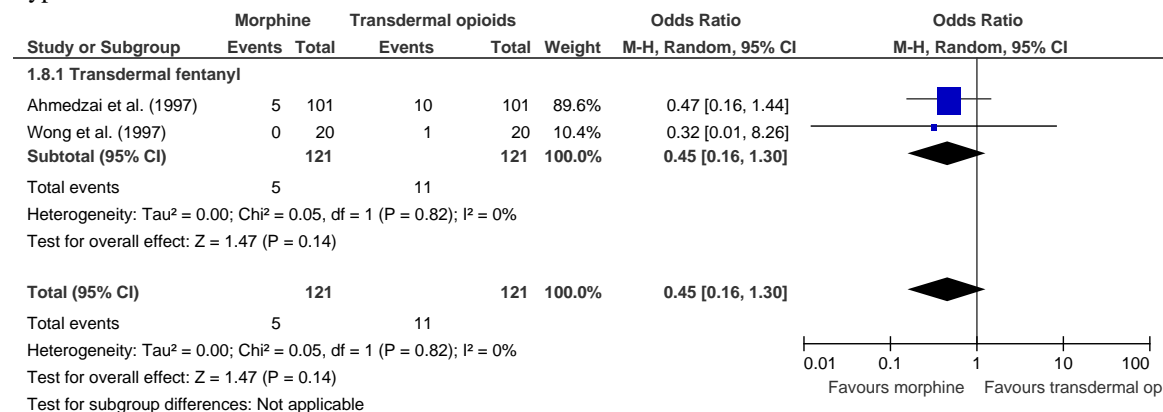 Morphine Transdermal opioids Odds Ratio Odds Ratio
Study or Subgroup Events Total Events Total Weight M-H, Random, 95% CI M-H, Random, 95% CI
1.8.1 Transdermal fentanyl
Ahmedzai et al. (1997) 5 101 10 101 89.6% 0.47 [0.16, 1.44]
Wong et al. (1997) 0 20 1 20 10.4% 0.32 [0.01, 8.26]
Subtotal (95% CI) 121 121 100.0% 0.45 [0.16, 1.30]
Total events 5 11
Heterogeneity: Tau² = 0.00; Chi² = 0.05, df = 1 (P = 0.82); I² = 0%
Test for overall effect: Z = 1.47 (P = 0.14)
Total (95% CI) 121 121 100.0% 0.45 [0.16, 1.30]
Total events 5 11
Heterogeneity: Tau² = 0.00; Chi² = 0.05, df = 1 (P = 0.82); I² = 0%
Test for overall effect: Z = 1.47 (P = 0.14)
Test for subgroup differences: Not applicable
0.01 0.1 1 10 100
Favours morphine Favours transdermal op